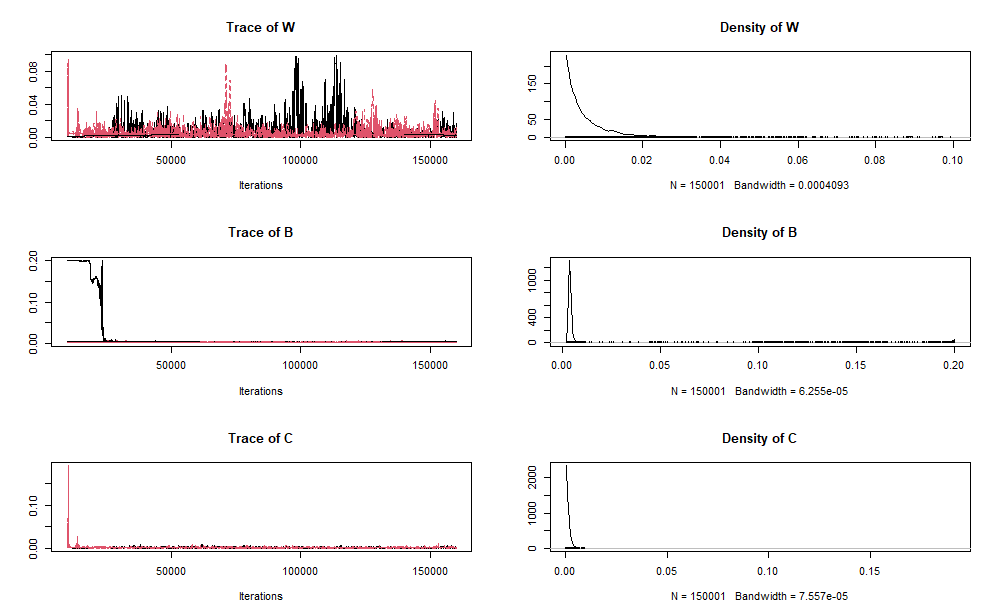 Trace of W
0.00 0.04 0.08
50000 100000 150000
Iterations
Density of W
0 50 150
0.00 0.02 0.04 0.06 0.08 0.10
N = 150001 Bandwidth = 0.0004093
Trace of B
0.00 0.10 0.20
50000 100000 150000
Iterations
Density of B
0 400 1000
0.00 0.05 0.10 0.15 0.20
N = 150001 Bandwidth = 6.255e-05
Trace of C
0.00 0.10
50000 100000 150000
Iterations
Density of C
0 1000 2000
0.00 0.05 0.10 0.15
N = 150001 Bandwidth = 7.557e-05